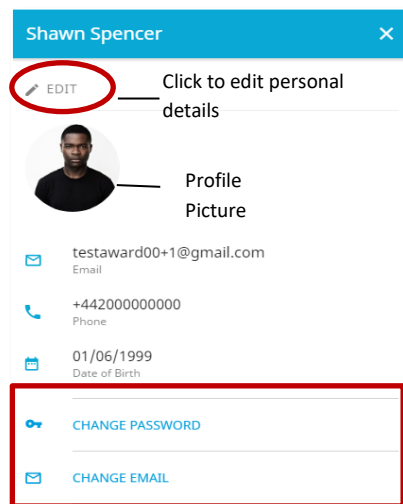 Shawn Spencer
EDIT
Click to edit personal
details
Profile
Picture
testaward00+1@gmail.com
Email
+442000000000
Phone
01/06/1999
Date of Birth
CHANGE PASSWORD
CHANGE EMAIL